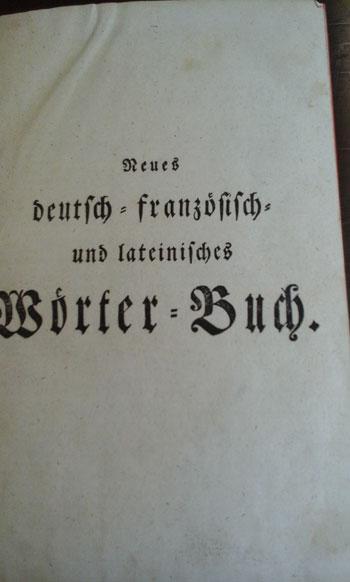 Neues
deutsch-französisch-
und lateinisches
Wörter-Buch.